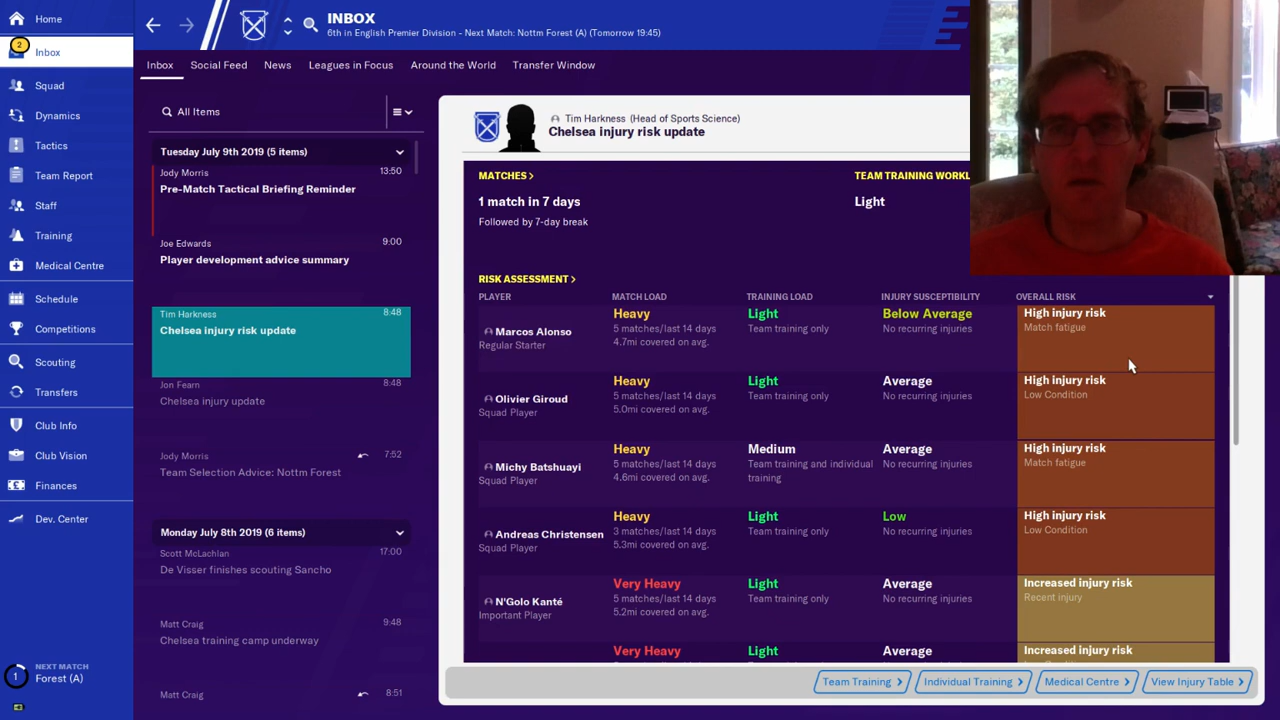 Home
2
Inbox
Squad
Dynamics
Tactics
Team Report
Staff
Training
Medical Centre
Schedule
Competitions
Scouting
Transfers
Club Info
Club Vision
Finances
Dev. Center
NEXT MATCH
1
Forest (A)
INBOX
6th in English Premier Division - Next Match: Nottm Forest (A) (Tomorrow 19:45)
Inbox Social Feed News Leagues in Focus Around the World Transfer Window
All Items
Tuesday July 9th 2019 (5 items)
Jody Morris 13:50
Pre-Match Tactical Briefing Reminder
Joe Edwards 9:00
Player development advice summary
Tim Harkness 8:48
Chelsea injury risk update
Jon Fearn 8:48
Chelsea injury update
Jody Morris 7:52
Team Selection Advice: Nottm Forest
Monday July 8th 2019 (6 items)
Scott McLachlan 17:00
De Visser finishes scouting Sancho
Matt Craig 9:48
Chelsea training camp underway
Matt Craig 8:51
Tim Harkness (Head of Sports Science)
Chelsea injury risk update
MATCHES >
1 match in 7 days
Followed by 7-day break
TEAM TRAINING WORKL
Light
RISK ASSESSMENT >
PLAYER MATCH LOAD TRAINING LOAD INJURY SUSCEPTIBILITY OVERALL RISK
Heavy Light Below Average High injury risk
Marcos Alonso 5 matches/last 14 days Team training only No recurring injuries Match fatigue
Regular Starter 4.7mi covered on avg.
Heavy Light Average High injury risk
Olivier Giroud 5 matches/last 14 days Team training only No recurring injuries Low Condition
Squad Player 5.0mi covered on avg.
Heavy Medium Average High injury risk
Michy Batshuayi 5 matches/last 14 days Team training and individual training No recurring injuries Match fatigue
Squad Player 4.6mi covered on avg.
Heavy Light Low High injury risk
Andreas Christensen 3 matches/last 14 days Team training only No recurring injuries Low Condition
Squad Player 5.3mi covered on avg.
Very Heavy Light Average Increased injury risk
N'Golo Kanté 5 matches/last 14 days Team training only No recurring injuries Recent injury
Important Player 5.2mi covered on avg.
Very Heavy Light Average Increased injury risk
Team Training > Individual Training > Medical Centre > View Injury Table >